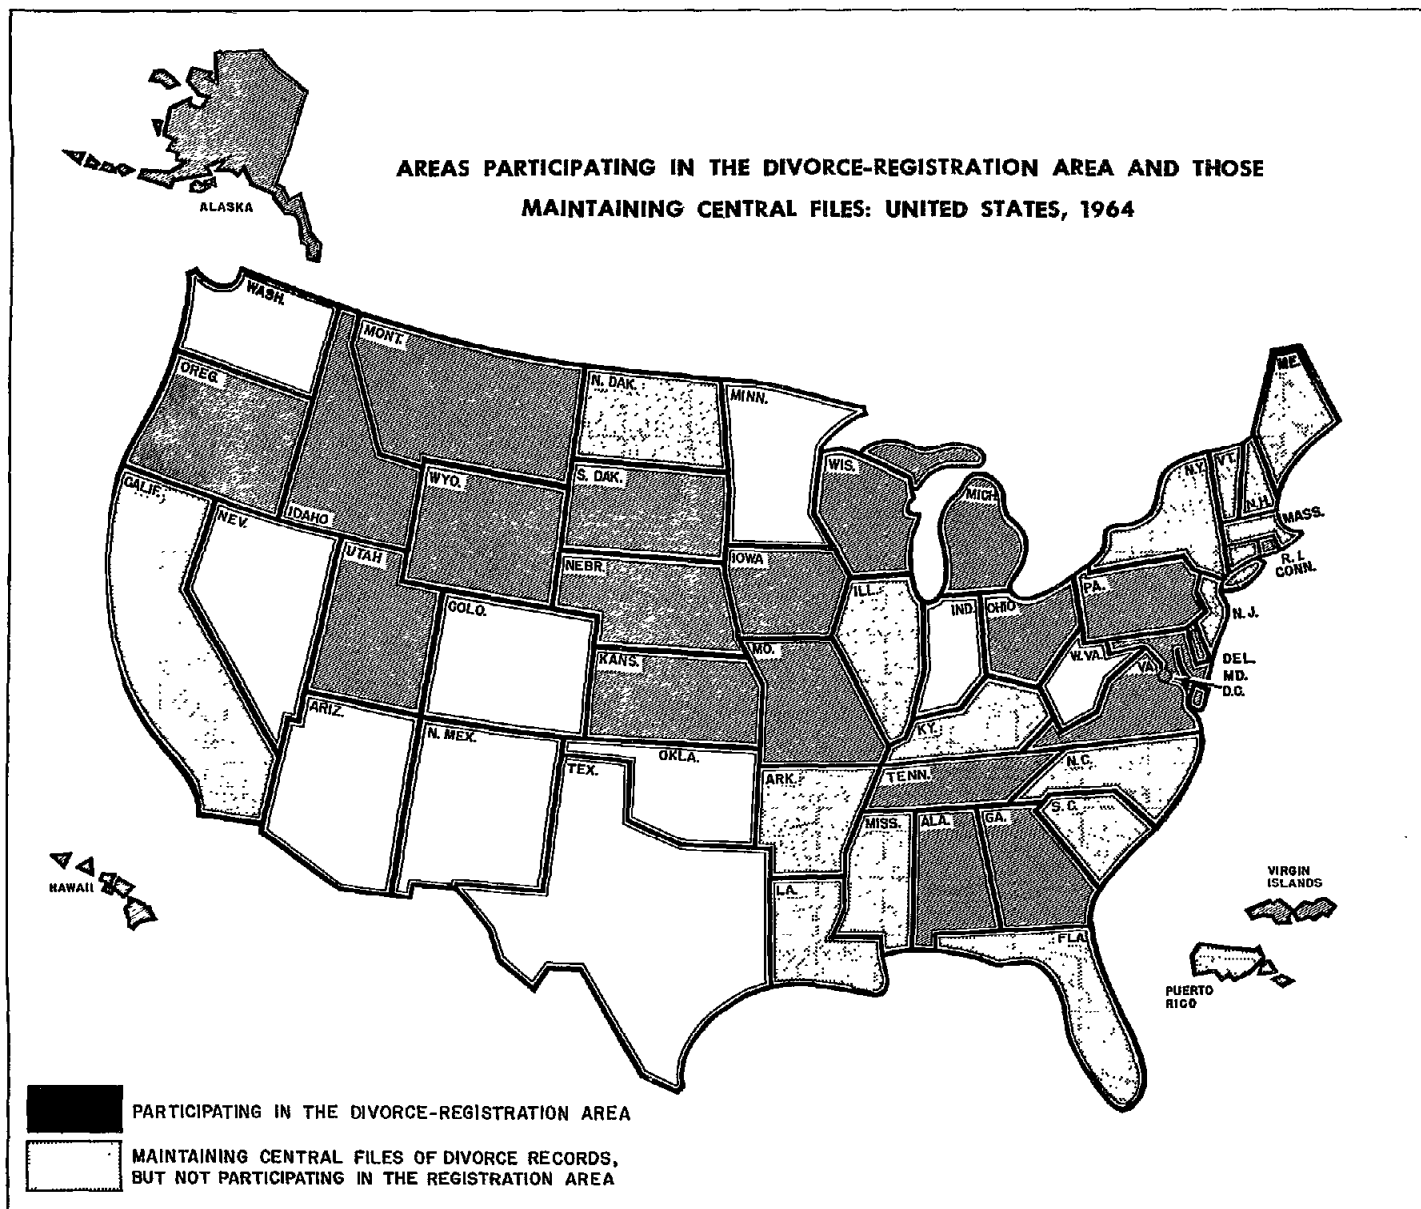 AREAS PARTICIPATING IN THE DIVORCE-REGISTRATION AREA AND THOSE
MAINTAINING CENTRAL FILES: UNITED STATES, 1964
ALASKA
WASH.
MONT.
OREG.
N. DAK.
MINN.
ME.
WIS.
N.Y.
VT.
S. DAK.
WYO.
MICH.
N.H.
CALIF.
IDAHO
NEV.
MASS.
UTAH
IOWA
R.I.
NEBR.
CONN.
PA.
ILL.
COLO.
IND.
OHIO
N.J.
MO.
KANS.
W.VA.
VA.
DEL.
MD.
D.C.
ARIZ.
N. MEX.
KY.
OKLA.
N.C.
TEX.
ARK.
TENN.
S.C.
MISS.
ALA.
GA.
HAWAII
LA.
VIRGIN
ISLANDS
FLA.
PUERTO
RICO
PARTICIPATING IN THE DIVORCE-REGISTRATION AREA
MAINTAINING CENTRAL FILES OF DIVORCE RECORDS,
BUT NOT PARTICIPATING IN THE REGISTRATION AREA